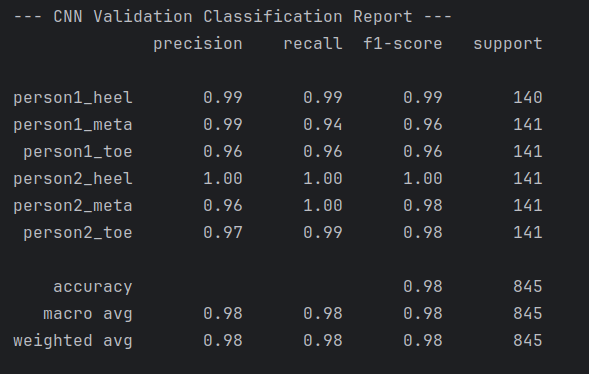 --- CNN Validation Classification Report ---
precision recall f1-score support
person1_heel 0.99 0.99 0.99 140
person1_meta 0.99 0.94 0.96 141
person1_toe 0.96 0.96 0.96 141
person2_heel 1.00 1.00 1.00 141
person2_meta 0.96 1.00 0.98 141
person2_toe 0.97 0.99 0.98 141
accuracy 0.98 845
macro avg 0.98 0.98 0.98 845
weighted avg 0.98 0.98 0.98 845